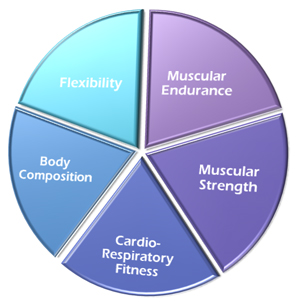 Flexibility
Muscular
Endurance
Body
Composition
Muscular
Strength
Cardio-
Respiratory
Fitness